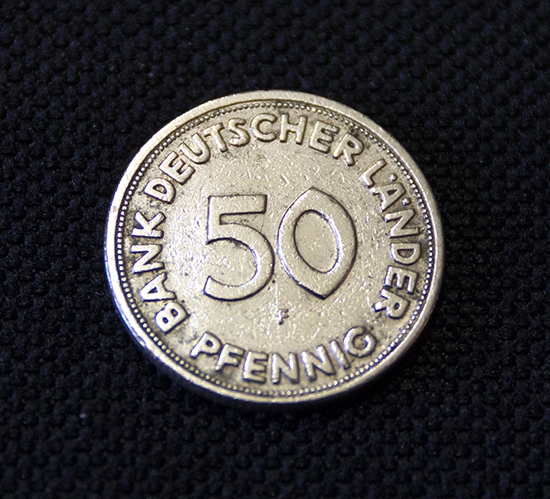 BANK DEUTSCHER LÄNDER
50
F
PFENNIG